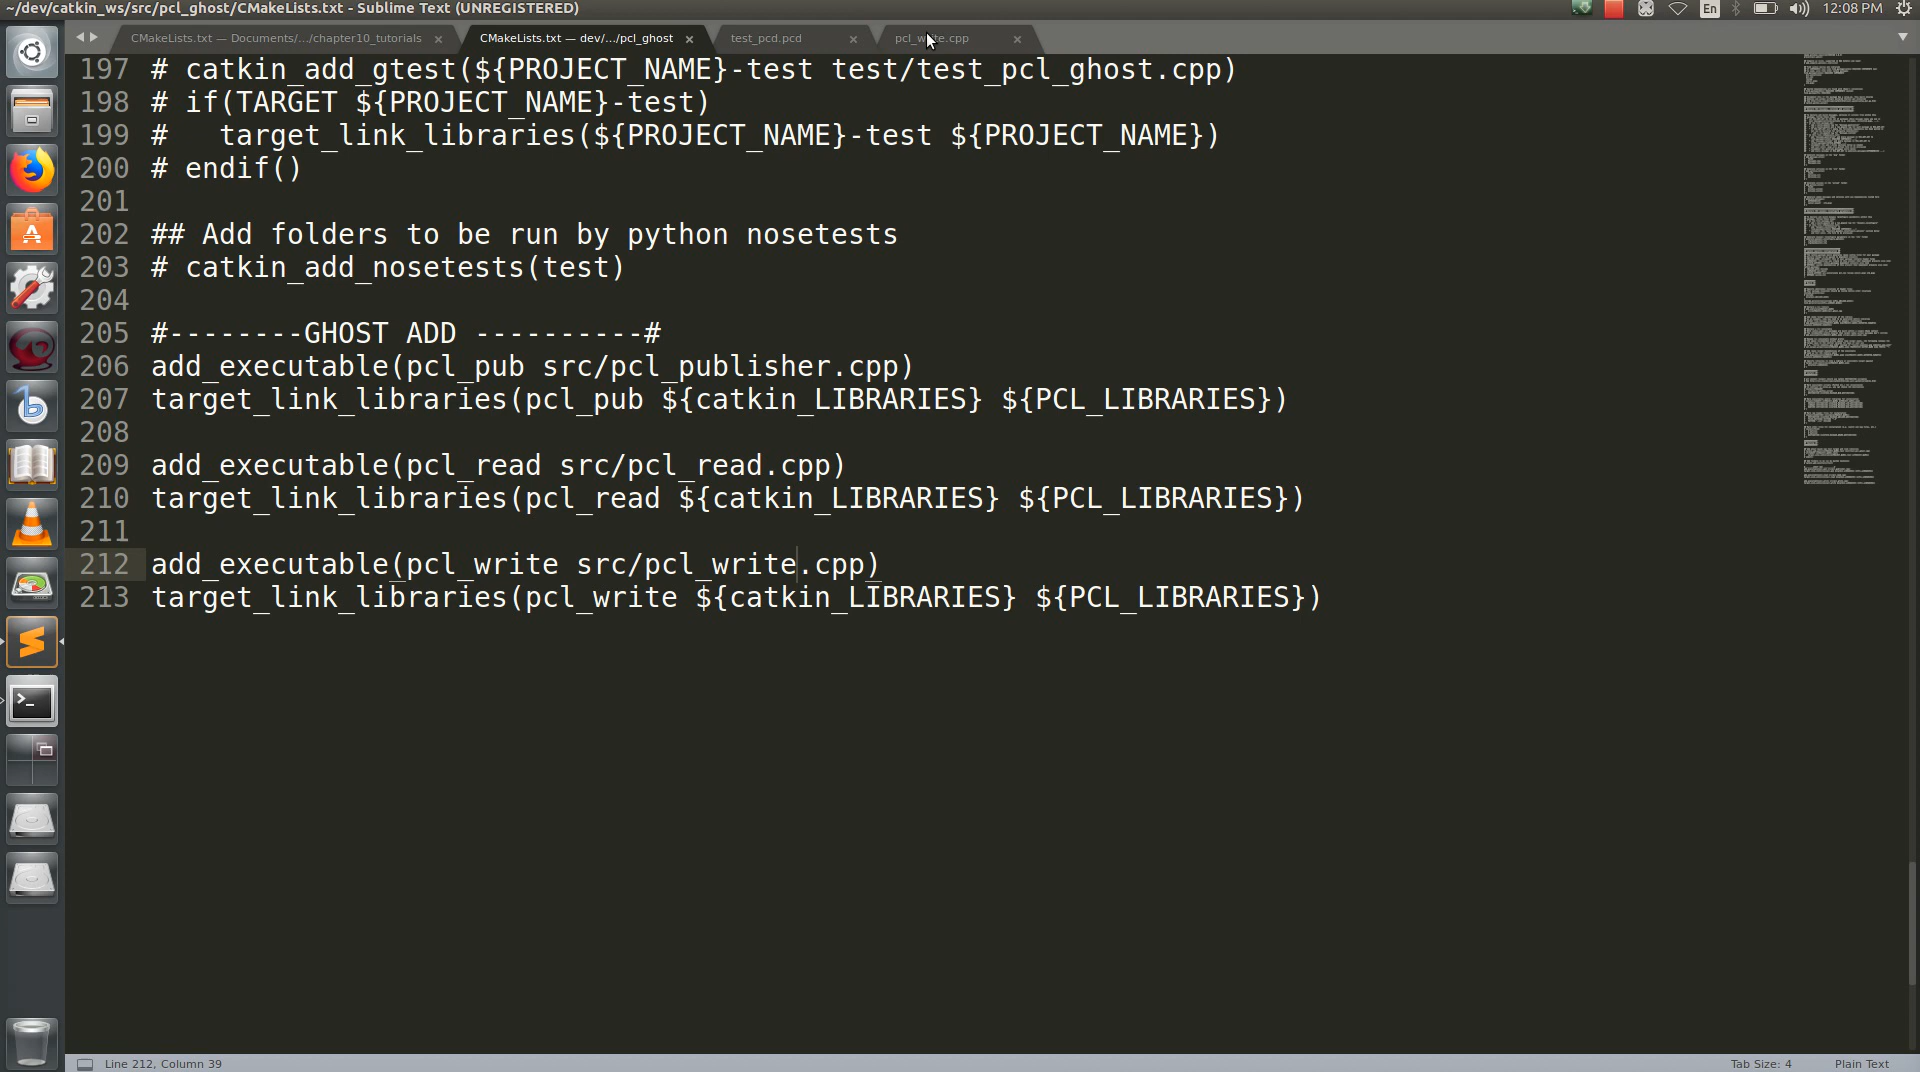 ~/dev/catkin_ws/src/pcl_ghost/CMakeLists.txt - Sublime Text (UNREGISTERED)
En
12:08 PM
CMakeLists.txt — Documents/.../chapter10_tutorials
CMakeLists.txt — dev/.../pcl_ghost
test_pcd.pcd
pcl_write.cpp
197 # catkin_add_gtest(${PROJECT_NAME}-test test/test_pcl_ghost.cpp)
198 # if(TARGET ${PROJECT_NAME}-test)
199 #   target_link_libraries(${PROJECT_NAME}-test ${PROJECT_NAME})
200 # endif()
201
202 ## Add folders to be run by python nosetests
203 # catkin_add_nosetests(test)
204
205 #--------GHOST ADD ----------#
206 add_executable(pcl_pub src/pcl_publisher.cpp)
207 target_link_libraries(pcl_pub ${catkin_LIBRARIES} ${PCL_LIBRARIES})
208
209 add_executable(pcl_read src/pcl_read.cpp)
210 target_link_libraries(pcl_read ${catkin_LIBRARIES} ${PCL_LIBRARIES})
211
212 add_executable(pcl_write src/pcl_write.cpp)
213 target_link_libraries(pcl_write ${catkin_LIBRARIES} ${PCL_LIBRARIES})
Line 212, Column 39
Tab Size: 4
Plain Text